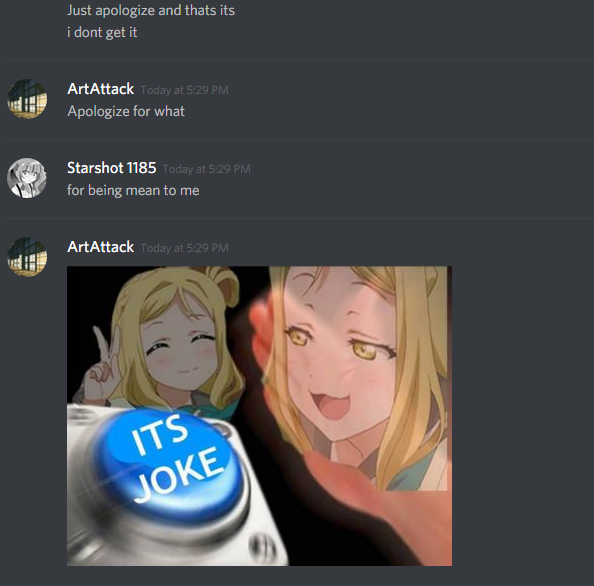 Just apologize and thats its
i dont get it
ArtAttack Today at 5:29 PM
Apologize for what
Starshot 1185 Today at 5:29 PM
for being mean to me
ArtAttack Today at 5:29 PM
ITS
JOKE